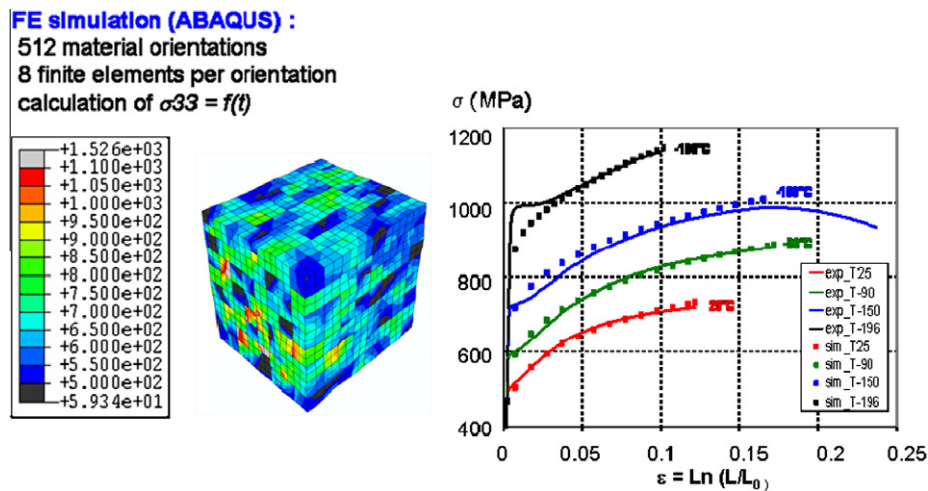 FE simulation (ABAQUS) :
512 material orientations
8 finite elements per orientation
calculation of σ33 = f(t)
+1.526e+03
+1.100e+03
+1.050e+03
+1.000e+03
+9.500e+02
+9.000e+02
+8.500e+02
+8.000e+02
+7.500e+02
+7.000e+02
+6.500e+02
+6.000e+02
+5.500e+02
+5.000e+02
+5.934e+01
σ (MPa)
1200
1000
800
600
400
0
0.05
0.1
0.15
0.2
0.25
ε = Ln (L/L0)
exp_T25
exp_T-90
exp_T-150
exp_T-196
sim_T25
sim_T-90
sim_T-150
sim_T-196